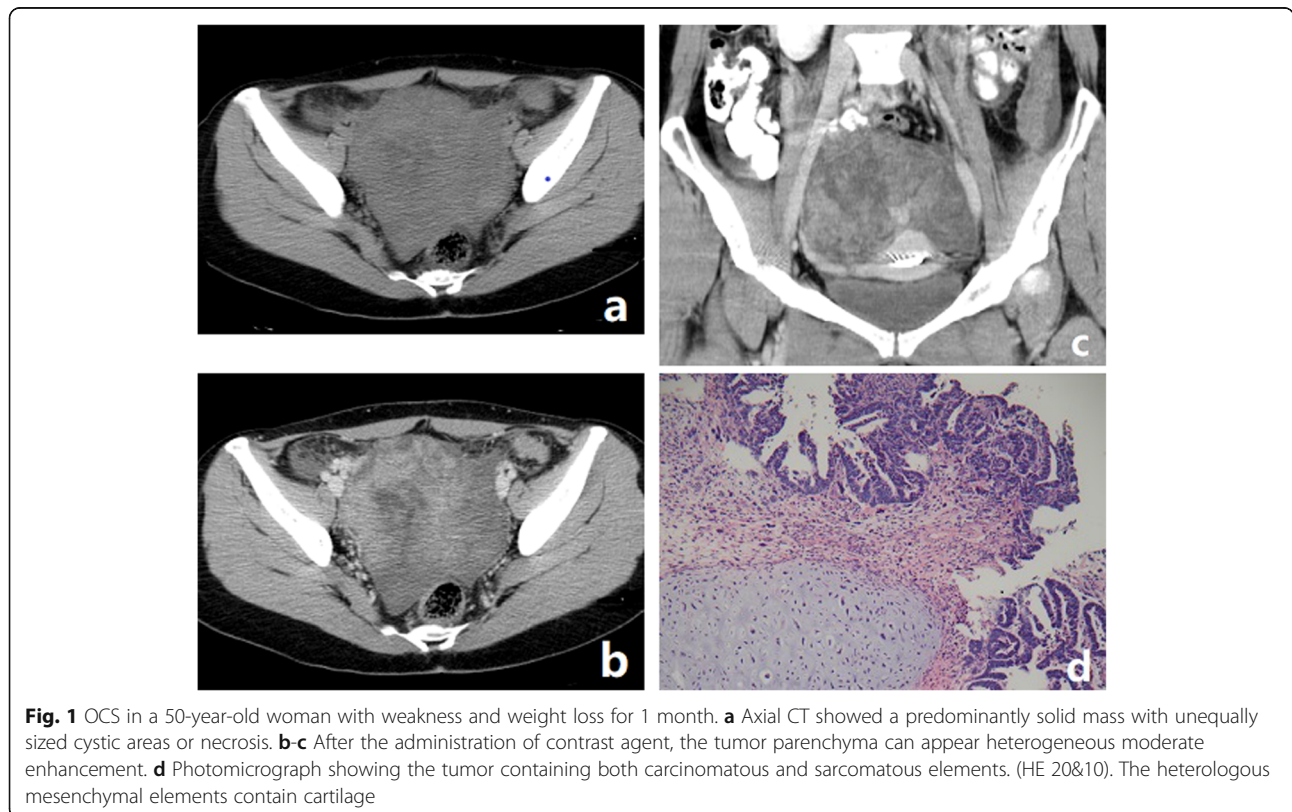 a
c
b
d
Fig. 1 OCS in a 50-year-old woman with weakness and weight loss for 1 month. a Axial CT showed a predominantly solid mass with unequally
sized cystic areas or necrosis. b-c After the administration of contrast agent, the tumor parenchyma can appear heterogeneous moderate
enhancement. d Photomicrograph showing the tumor containing both carcinomatous and sarcomatous elements. (HE 20&10). The heterologous
mesenchymal elements contain cartilage